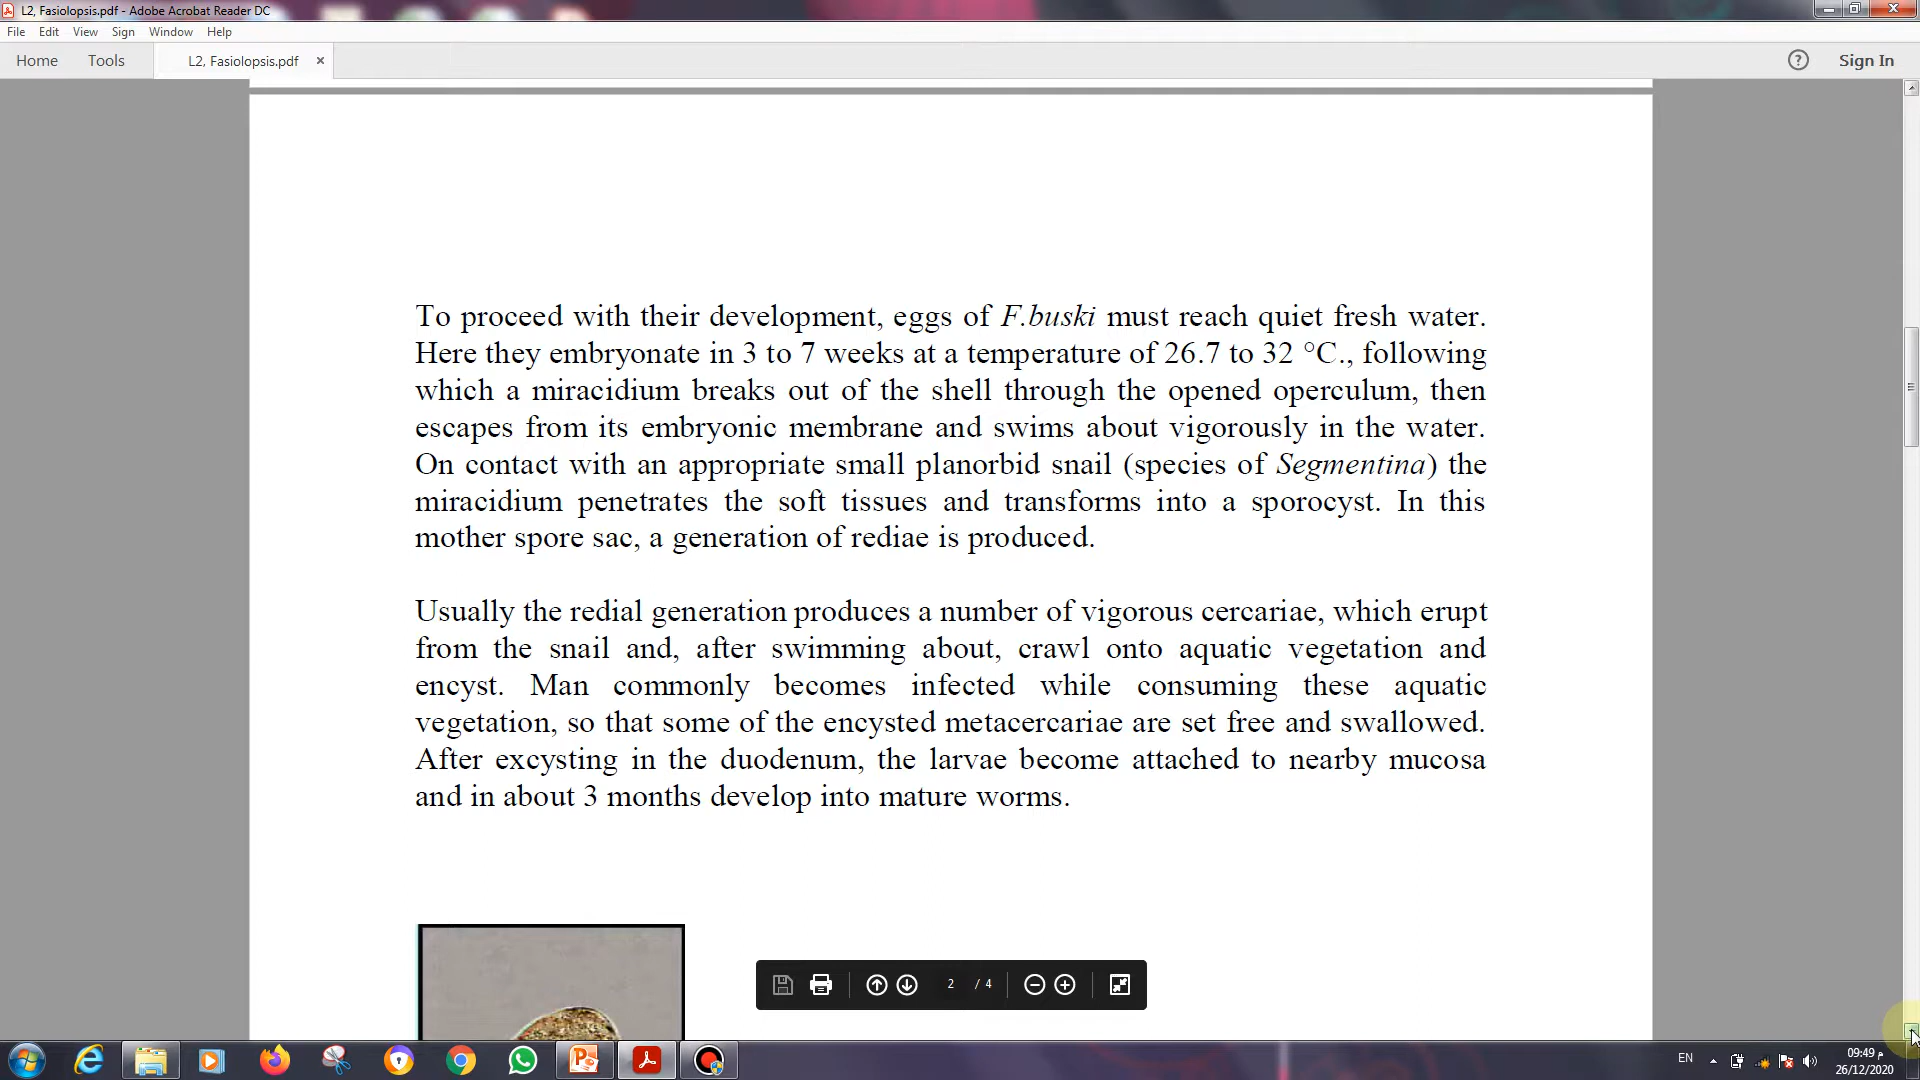 L2, Fasiolopsis.pdf - Adobe Acrobat Reader DC
File Edit View Sign Window Help
Home Tools L2, Fasiolopsis.pdf × ? Sign In
To proceed with their development, eggs of F.buski must reach quiet fresh water.
Here they embryonate in 3 to 7 weeks at a temperature of 26.7 to 32 °C., following
which a miracidium breaks out of the shell through the opened operculum, then
escapes from its embryonic membrane and swims about vigorously in the water.
On contact with an appropriate small planorbid snail (species of Segmentina) the
miracidium penetrates the soft tissues and transforms into a sporocyst. In this
mother spore sac, a generation of rediae is produced.
Usually the redial generation produces a number of vigorous cercariae, which erupt
from the snail and, after swimming about, crawl onto aquatic vegetation and
encyst. Man commonly becomes infected while consuming these aquatic
vegetation, so that some of the encysted metacercariae are set free and swallowed.
After excysting in the duodenum, the larvae become attached to nearby mucosa
and in about 3 months develop into mature worms.
2 / 4
EN
09:49 م
26/12/2020